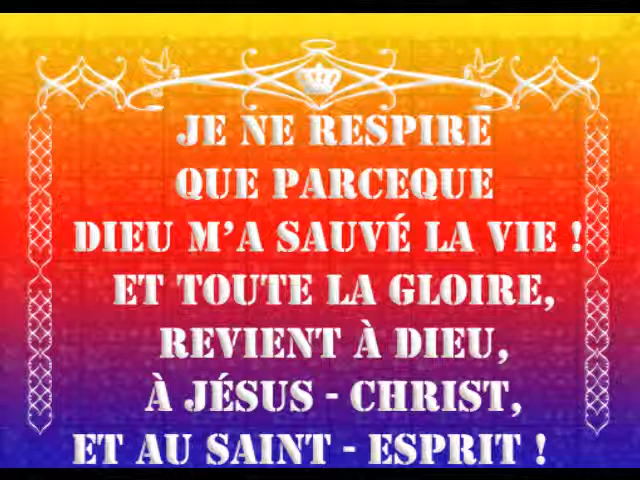 JE NE RESPIRE
QUE PARCEQUE
DIEU M'A SAUVÉ LA VIE !
ET TOUTE LA GLOIRE,
REVIENT À DIEU,
À JÉSUS - CHRIST,
ET AU SAINT - ESPRIT !